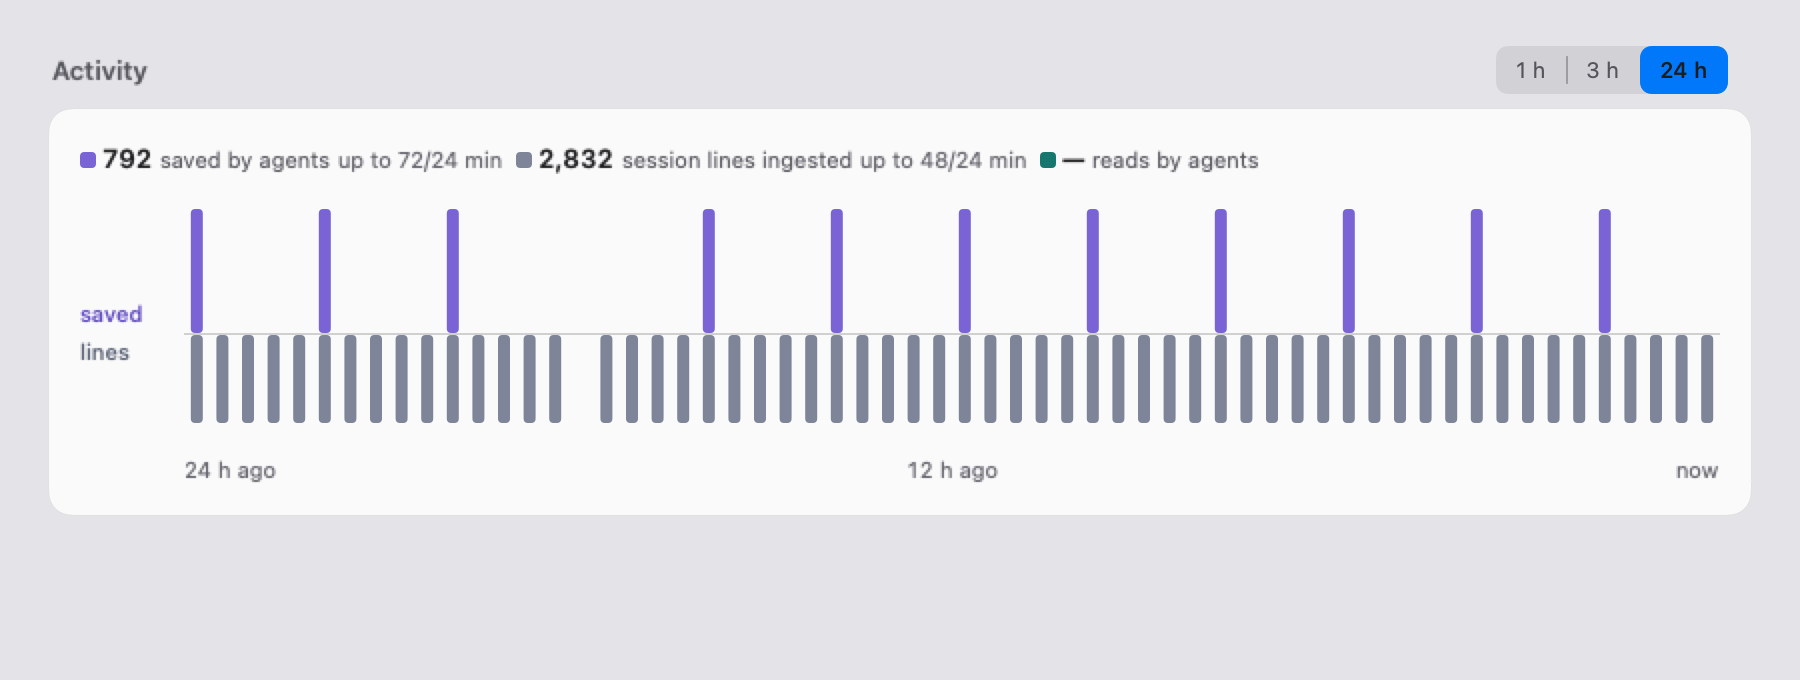 Activity
1 h 3 h 24 h
792 saved by agents up to 72/24 min 2,832 session lines ingested up to 48/24 min — reads by agents
saved
lines
24 h ago 12 h ago now